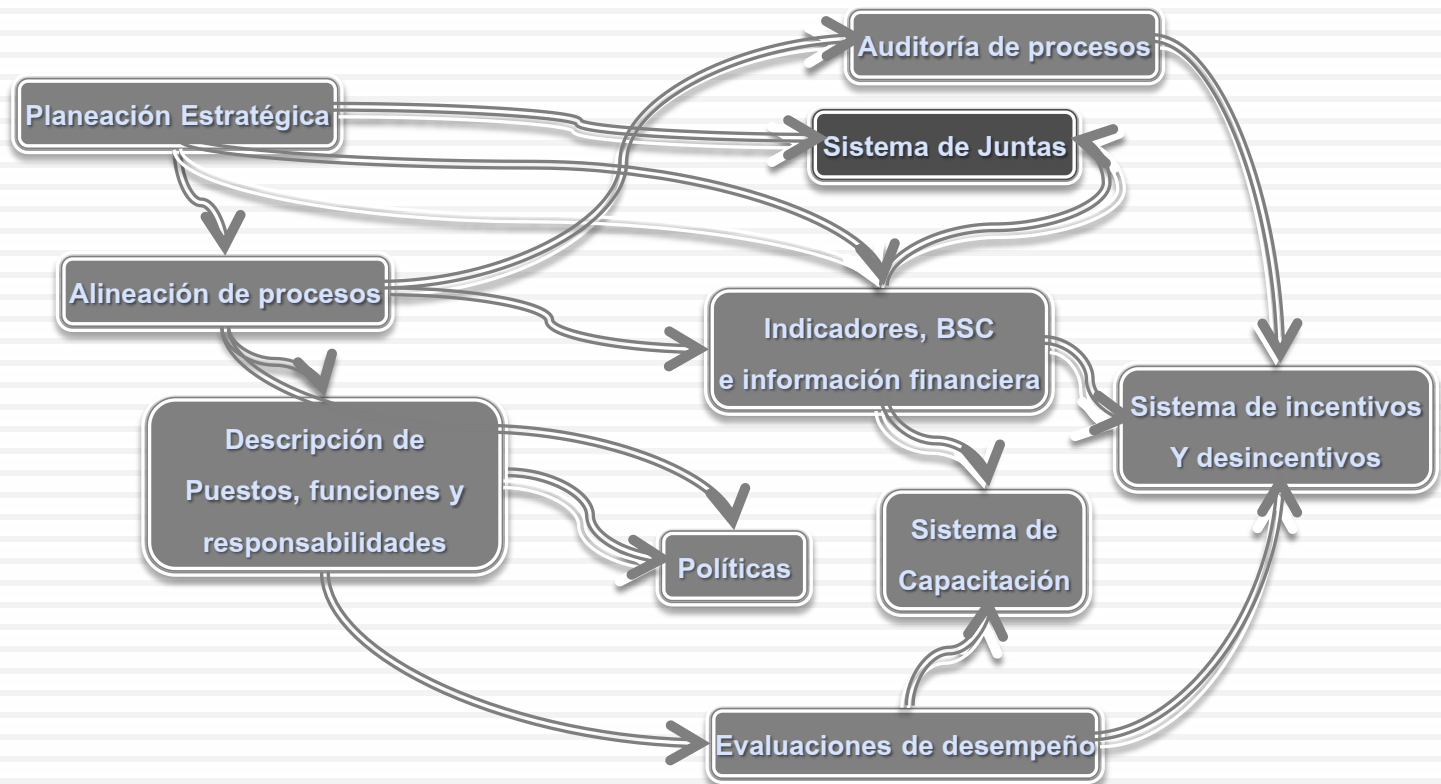 Auditoría de procesos
Planeación Estratégica
Sistema de Juntas
Alineación de procesos
Indicadores, BSC
e información financiera
Sistema de incentivos
Y desincentivos
Descripción de
Puestos, funciones y
responsabilidades
Políticas
Sistema de
Capacitación
Evaluaciones de desempeño